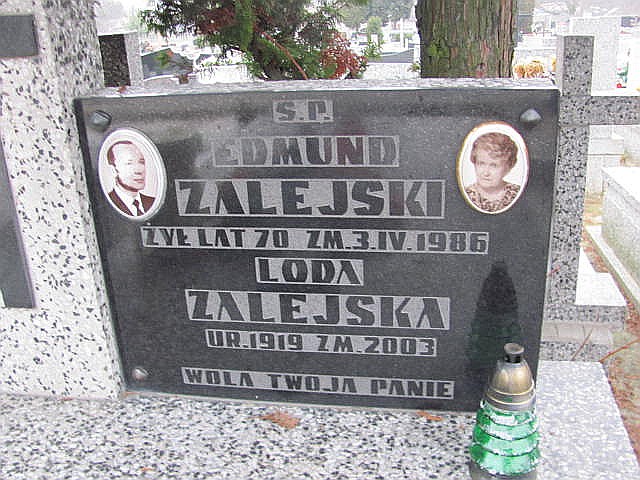 Ś.P.
EDMUND
ZALEJSKI
ŻYŁ LAT 70 ZM.3.IV.1986
LODA
ZALEJSKA
UR.1919 ZM.2003
WOLA TWOJA PANIE